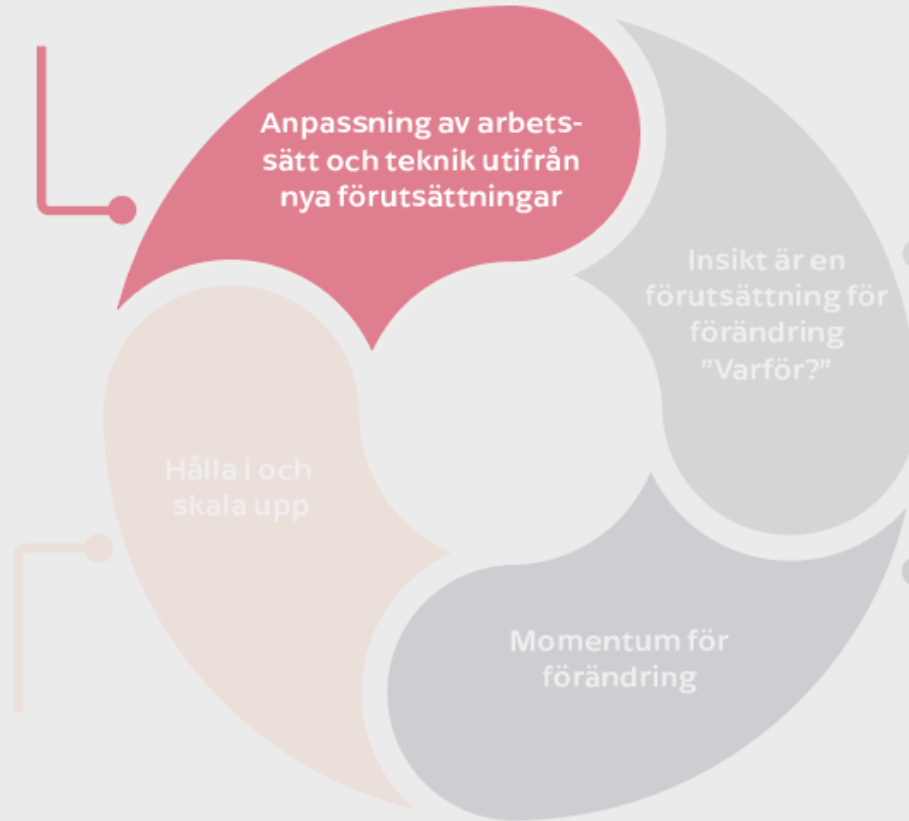 Anpassning av arbets-
sätt och teknik utifrån
nya förutsättningar
Insikt är en
förutsättning för
förändring
”Varför?”
Momentum för
förändring
Hålla i och
skala upp